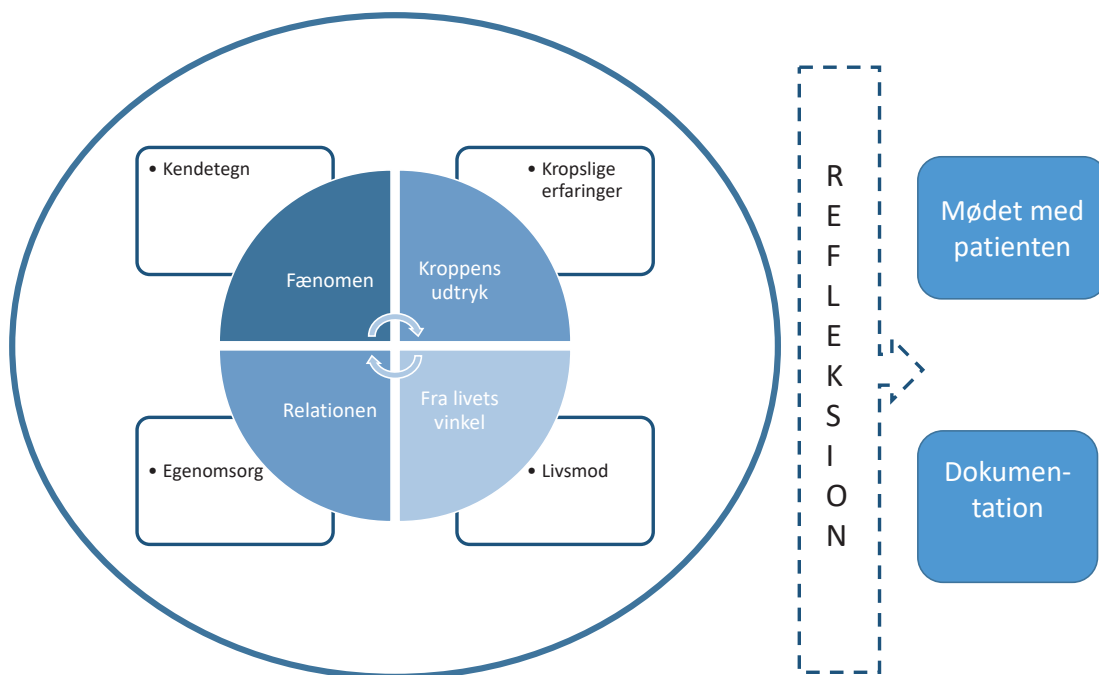 • Kendetegn
• Kropslige
erfaringer
Fænomen
Kroppens
udtryk
Relationen
Fra livets
vinkel
• Egenomsorg
• Livsmod
R
E
F
L
E
K
S
I
O
N
Mødet med
patienten
Dokumen-
tation